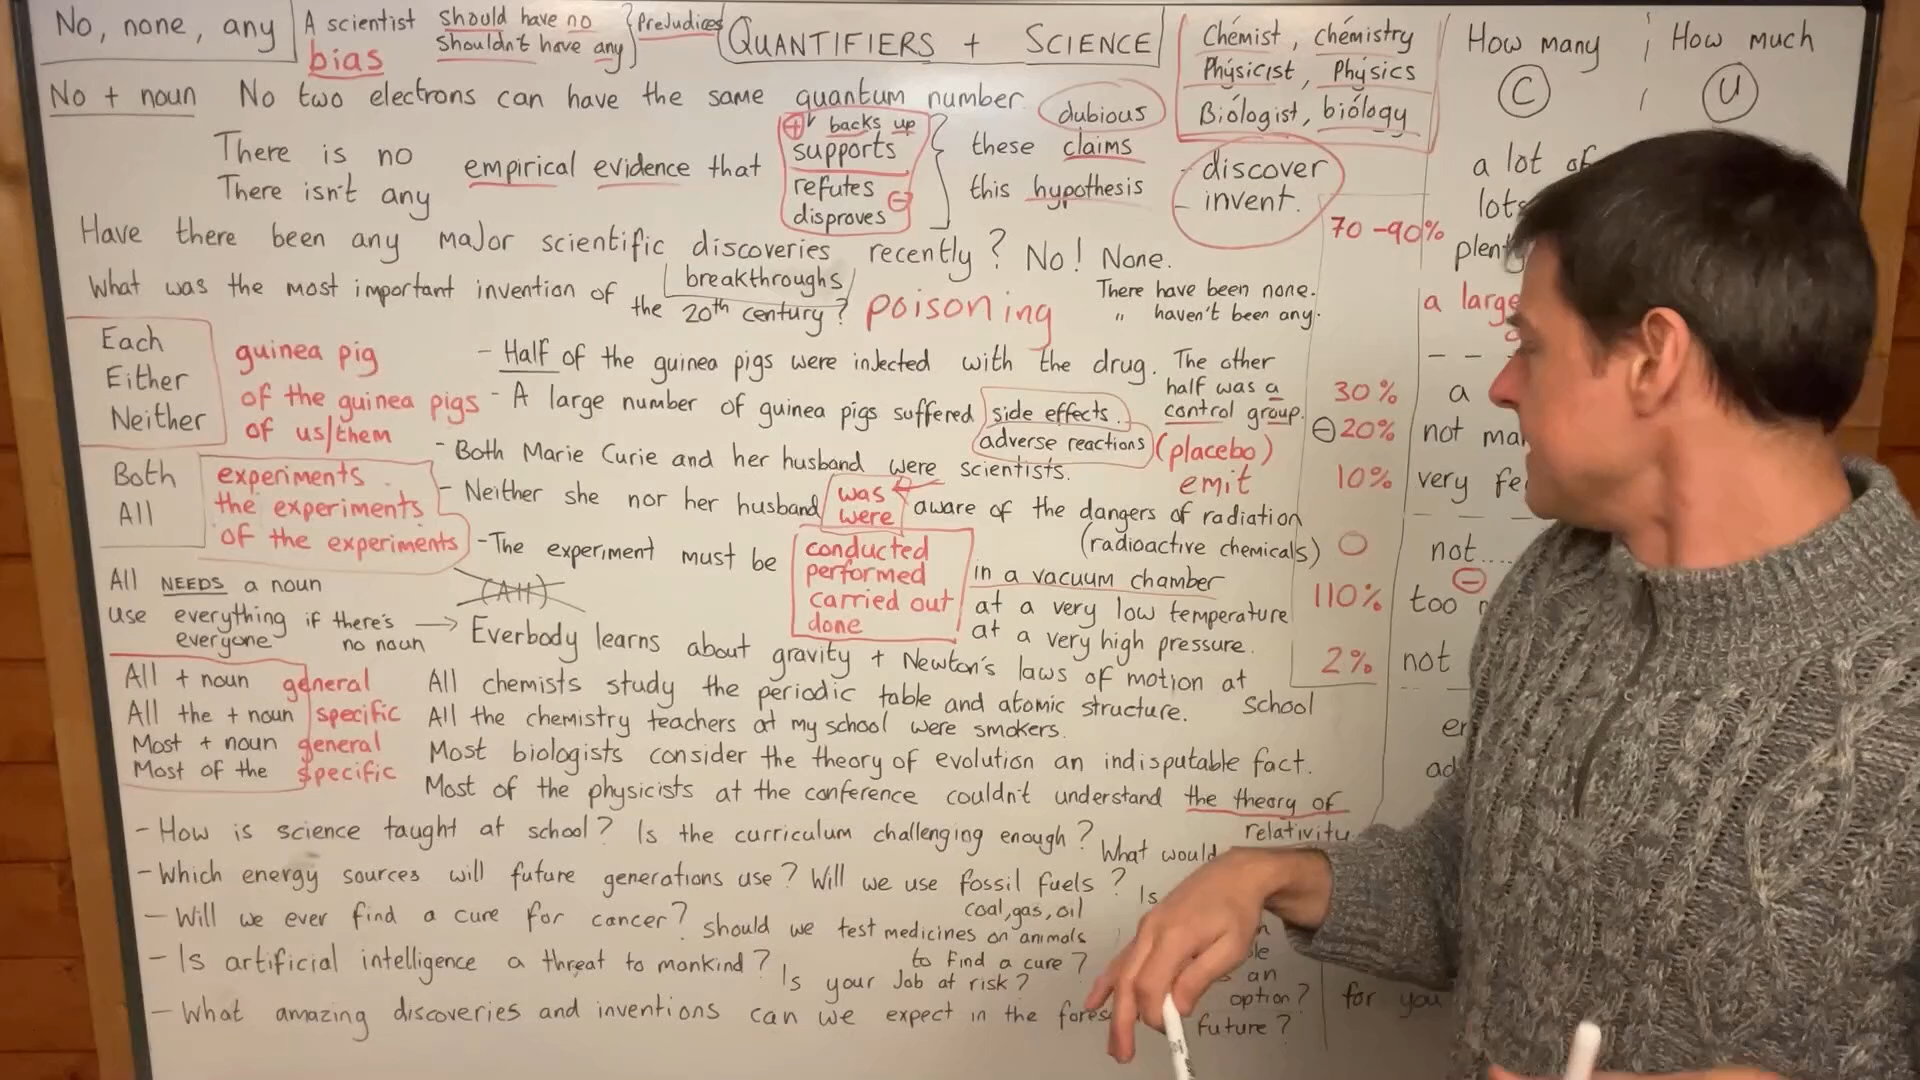 No, none, any
A scientist should have no
shouldn't have any
prejudices
bias
QUANTIFIERS + SCIENCE
Chemist, chemistry
Physicist, Physics
Biologist, biology
How many ; How much
C / U
No + noun No two electrons can have the same quantum number
dubious
There is no
There isn't any
empirical evidence that
+ backs up
supports
refutes
disproves -
these claims
this hypothesis
- discover
- invent.
a lot of
lots
70-90%
Have there been any major scientific discoveries recently? No! None.
breakthroughs
There have been none.
" haven't been any.
What was the most important invention of the 20th century?
poisoning
a large
Each
Either
Neither
guinea pig
of the guinea pigs
of us/them
- Half of the guinea pigs were injected with the drug. The other
half was a
control group.
(placebo)
- A large number of guinea pigs suffered side effects.
adverse reactions
30% a
- 20% not
10% very
Both
All
experiments
the experiments
of the experiments
- Both Marie Curie and her husband were scientists.
emit
- Neither she nor her husband was
were
aware of the dangers of radiation
(radioactive chemicals)
O not....
- The experiment must be
conducted
performed
carried out
done
in a vacuum chamber
at a very low temperature
at a very high pressure.
110% too
-
2% not
All NEEDS a noun
use everything if there's
everyone no noun
(All)
Everbody learns about gravity + Newton's laws of motion at
school
All + noun general
All the + noun specific
Most + noun general
Most of the specific
All chemists study the periodic table and atomic structure.
All the chemistry teachers at my school were smokers.
Most biologists consider the theory of evolution an indisputable fact.
Most of the physicists at the conference couldn't understand the theory of
relativity
- How is science taught at school? Is the curriculum challenging enough? What would
- Which energy sources will future generations use? Will we use fossil fuels? Is
coal, gas, oil
- Will we ever find a cure for cancer? should we test medicines on animals
to find a cure?
- Is artificial intelligence a threat to mankind? Is your job at risk?
an
option?
for you
- What amazing discoveries and inventions can we expect in the
future?